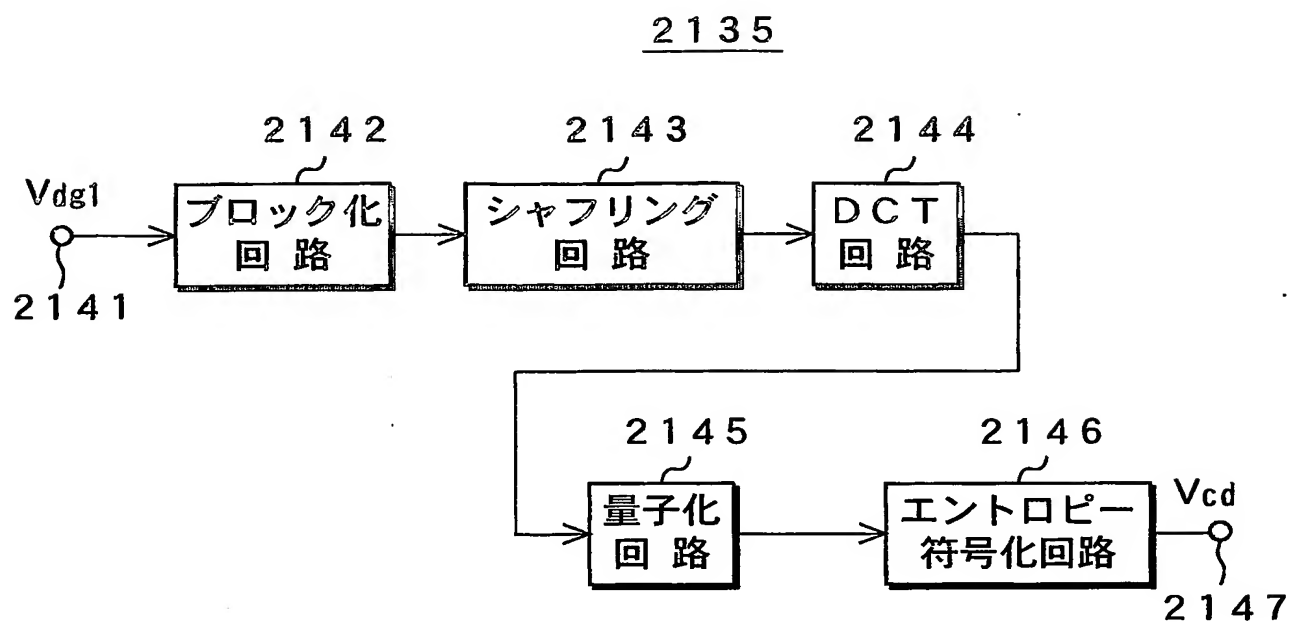 2135
2142
2143
2144
Vdg1
ブロック化
回路
シャフリング
回路
DCT
回路
2141
2145
2146
量子化
回路
エントロピー
符号化回路
Vcd
2147